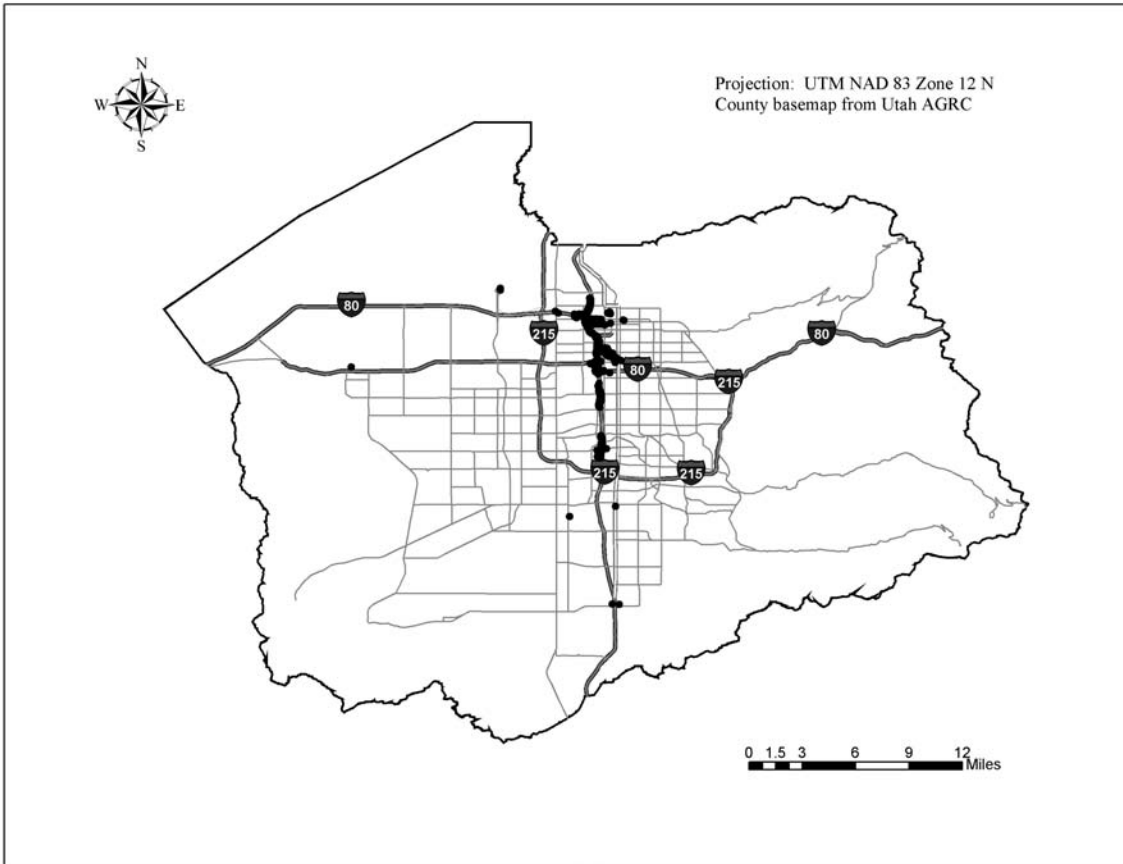 N
W E
S
Projection: UTM NAD 83 Zone 12 N
County basemap from Utah AGRC
80
215
80
80
215
215
215
0 1.5 3 6 9 12
Miles